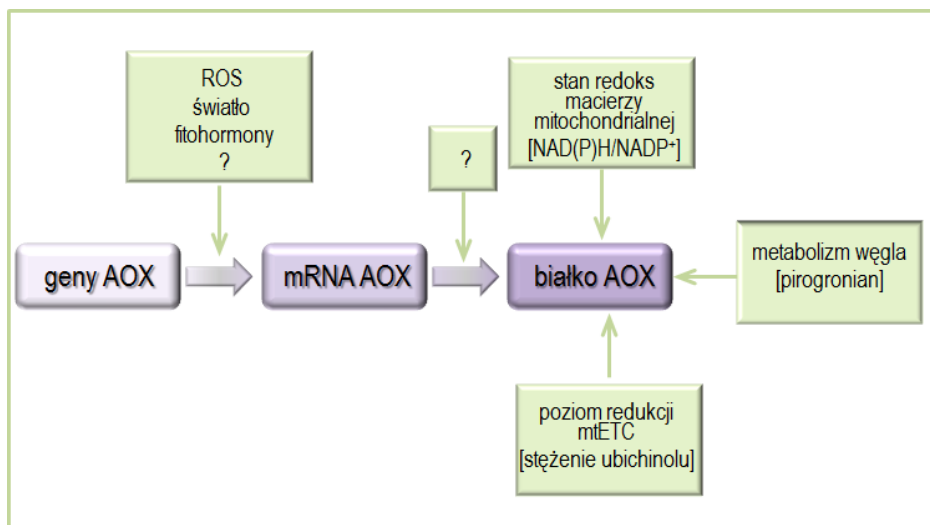 ROS
światło
fitohormony
?
?
stan redoks
macierzy
mitochondrialnej
[NAD(P)H/NADP⁺]
geny AOX
mRNA AOX
białko AOX
metabolizm węgla
[pirogronian]
poziom redukcji
mtETC
[stężenie ubichinolu]